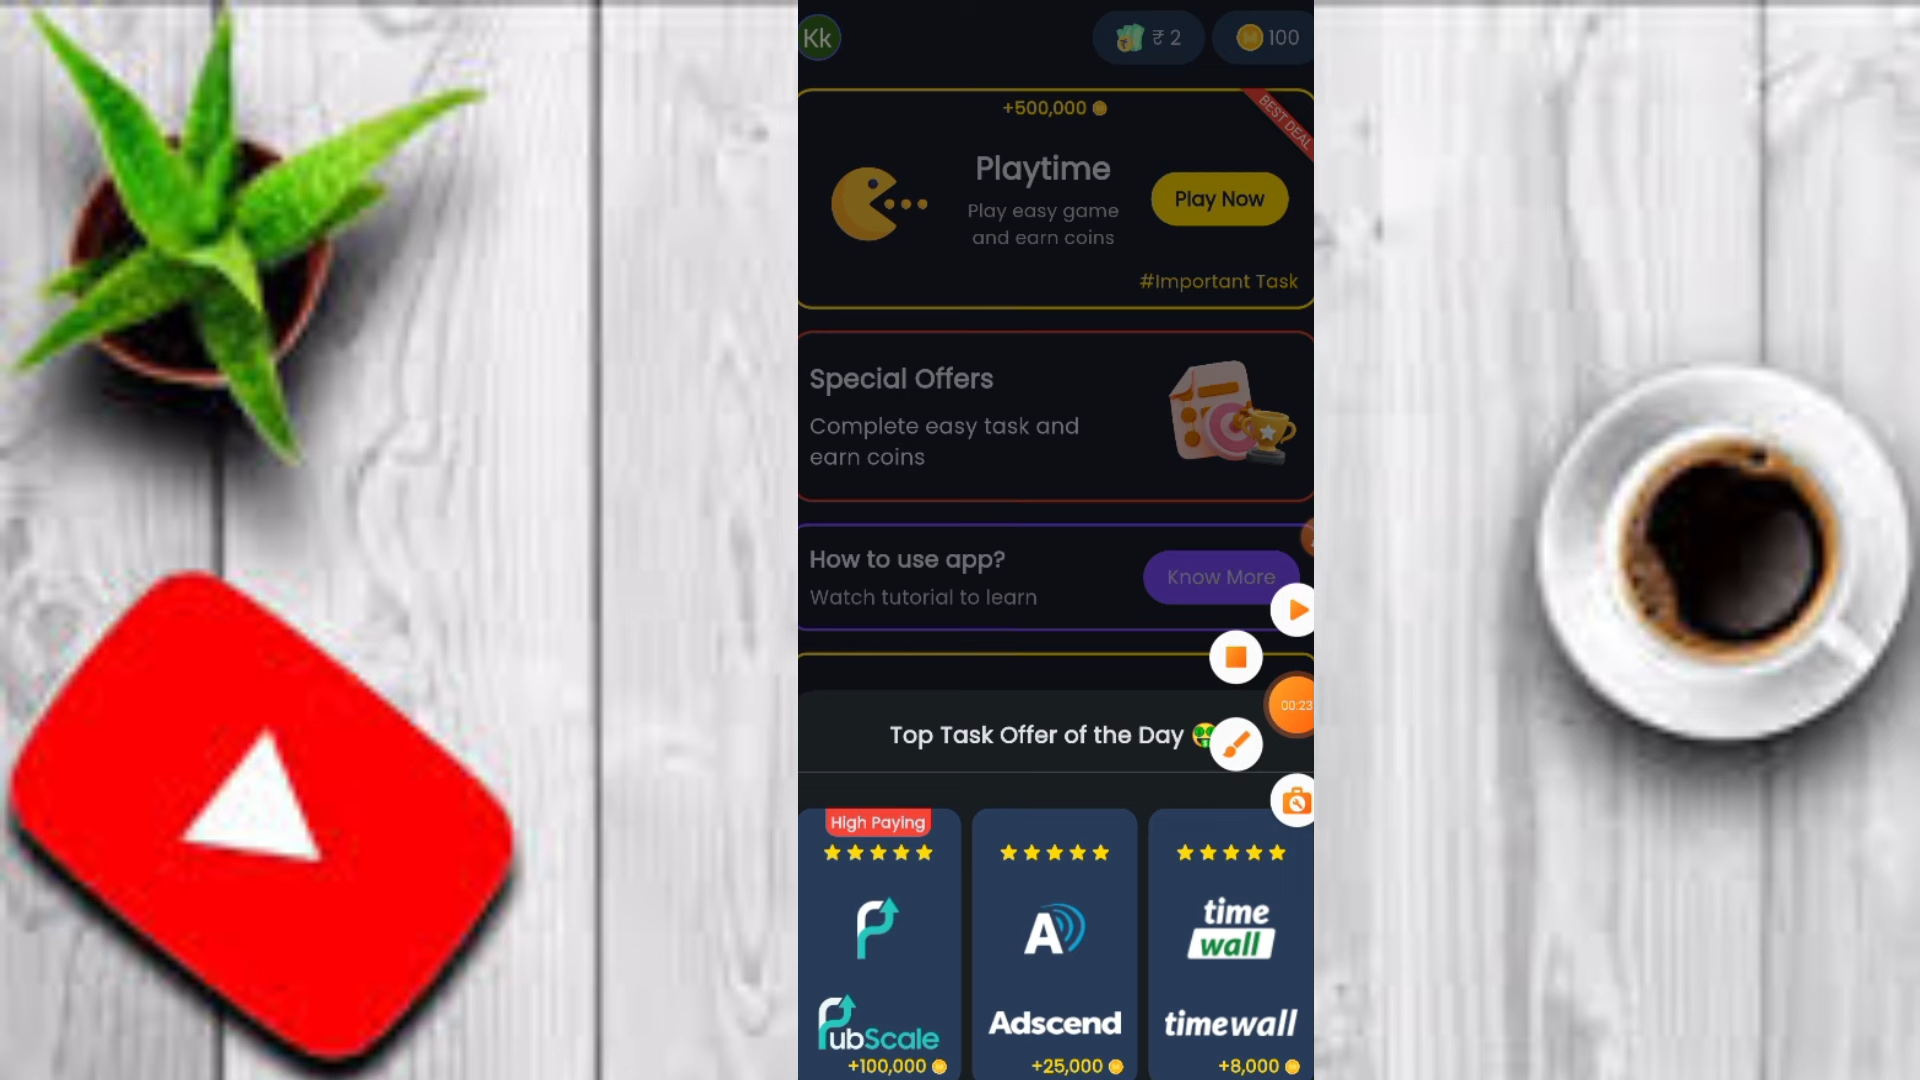 Kk
₹ 2
100
+500,000
BEST DEAL
Playtime
Play Now
Play easy game
and earn coins
#Important Task
Special Offers
Complete easy task and
earn coins
How to use app?
Know More
Watch tutorial to learn
00:23
Top Task Offer of the Day
High Paying
time
wall
PubScale
Adscend
timewall
+100,000
+25,000
+8,000